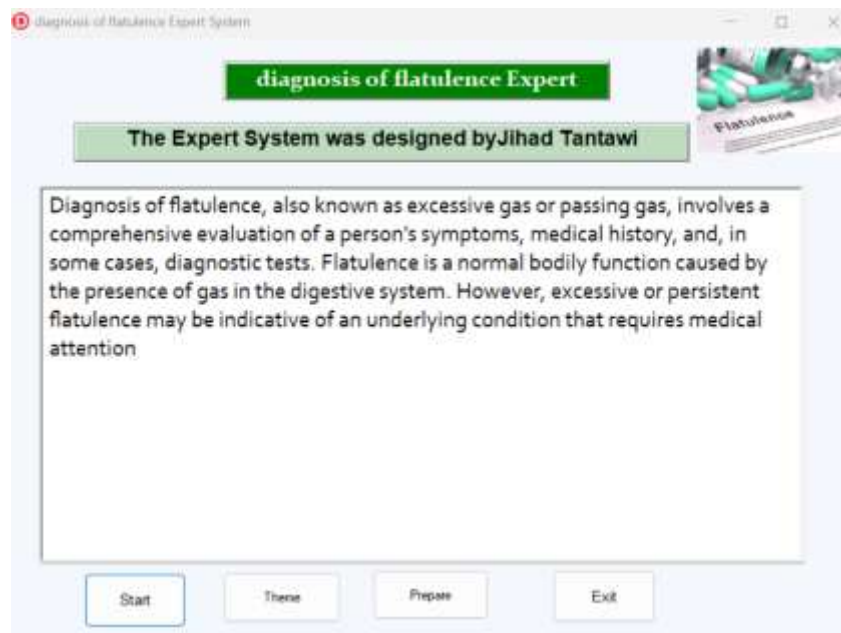 diagnosis of flatulence Expert System
diagnosis of flatulence Expert
Flatulence
The Expert System was designed byJihad Tantawi
Diagnosis of flatulence, also known as excessive gas or passing gas, involves a
comprehensive evaluation of a person's symptoms, medical history, and, in
some cases, diagnostic tests. Flatulence is a normal bodily function caused by
the presence of gas in the digestive system. However, excessive or persistent
flatulence may be indicative of an underlying condition that requires medical
attention
Start Theme Prepare Exit